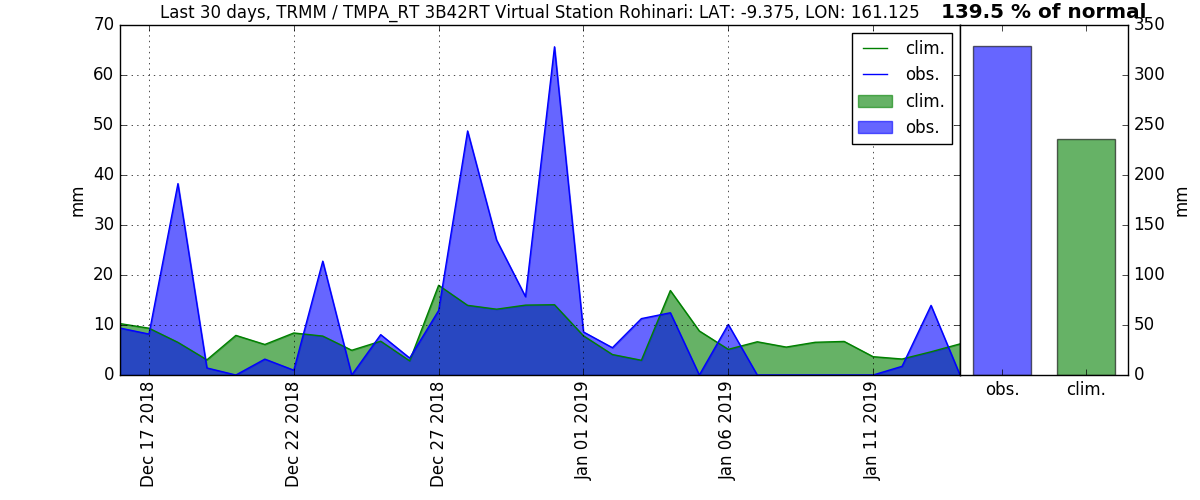 Last 30 days, TRMM / TMPA_RT 3B42RT Virtual Station Rohinari: LAT: -9.375, LON: 161.125
139.5 % of normal
70
60
50
40
30
20
10
0
mm
clim.
obs.
clim.
obs.
Dec 17 2018
Dec 22 2018
Dec 27 2018
Jan 01 2019
Jan 06 2019
Jan 11 2019
350
300
250
200
150
100
50
0
mm
obs.
clim.